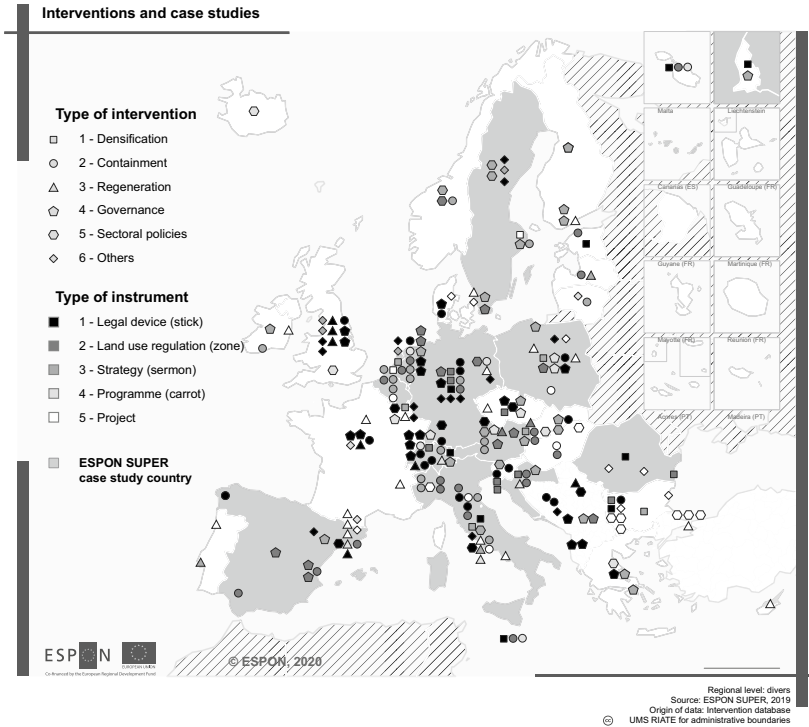 Interventions and case studies
Type of intervention
1 - Densification
2 - Containment
3 - Regeneration
4 - Governance
5 - Sectoral policies
6 - Others
Type of instrument
1 - Legal device (stick)
2 - Land use regulation (zone)
3 - Strategy (sermon)
4 - Programme (carrot)
5 - Project
ESPON SUPER
case study country
Malta
Liechtenstein
Canarias (ES)
Guadeloupe (FR)
Guyane (FR)
Martinique (FR)
Mayotte (FR)
Réunion (FR)
Açores (PT)
Madeira (PT)
ESPON
EUROPEAN UNION
Co-financed by the European Regional Development Fund
© ESPON, 2020
Regional level: divers
Source: ESPON SUPER, 2019
Origin of data: Intervention database
cc UMS RIATE for administrative boundaries